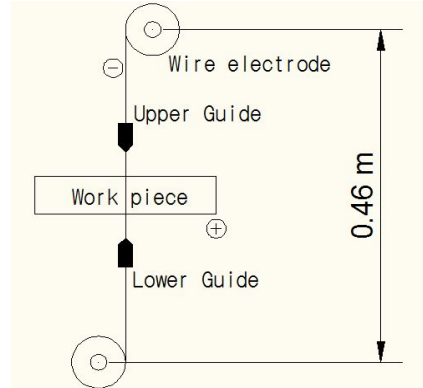 Wire electrode
Upper Guide
Work piece
Lower Guide
0.46 m